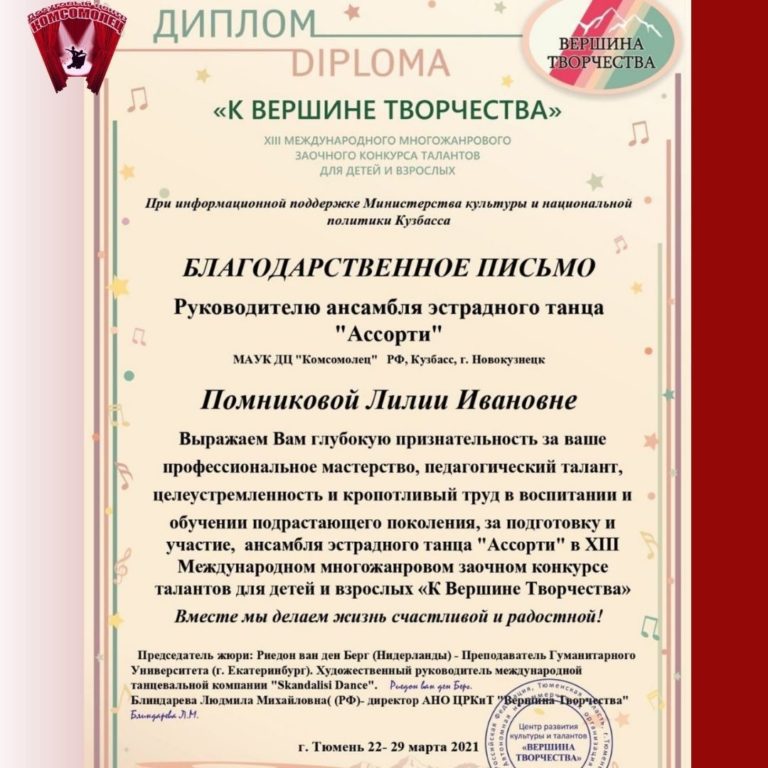 КОМСОМОЛЕЦ
ДИПЛОМ
DIPLOMA
ВЕРШИНА
ТВОРЧЕСТВА
«К ВЕРШИНЕ ТВОРЧЕСТВА»
XIII МЕЖДУНАРОДНОГО МНОГОЖАНРОВОГО
ЗАОЧНОГО КОНКУРСА ТАЛАНТОВ
ДЛЯ ДЕТЕЙ И ВЗРОСЛЫХ
При информационной поддержке Министерства культуры и национальной
политики Кузбасса
БЛАГОДАРСТВЕННОЕ ПИСЬМО
Руководителю ансамбля эстрадного танца
"Ассорти"
МАУК ДЦ "Комсомолец" РФ, Кузбасс, г. Новокузнецк
Помниковой Лилии Ивановне
Выражаем Вам глубокую признательность за ваше
профессиональное мастерство, педагогический талант,
целеустремленность и кропотливый труд в воспитании и
обучении подрастающего поколения, за подготовку и
участие, ансамбля эстрадного танца "Ассорти" в XIII
Международном многожанровом заочном конкурсе
талантов для детей и взрослых «К Вершине Творчества»
Вместе мы делаем жизнь счастливой и радостной!
Председатель жюри: Риедон ван ден Берг (Нидерланды) - Преподаватель Гуманитарного
Университета (г. Екатеринбург). Художественный руководитель международной
танцевальной компании "Skandalisi Dance". Риедон ван ден Берг.
Блиндарева Людмила Михайловна( (РФ)- директор АНО ЦРКиТ "Вершина Творчества"
Блиндарева Л.М.
Центр развития
культуры и талантов
«ВЕРШИНА
ТВОРЧЕСТВА»
г. Тюмень 22- 29 марта 2021